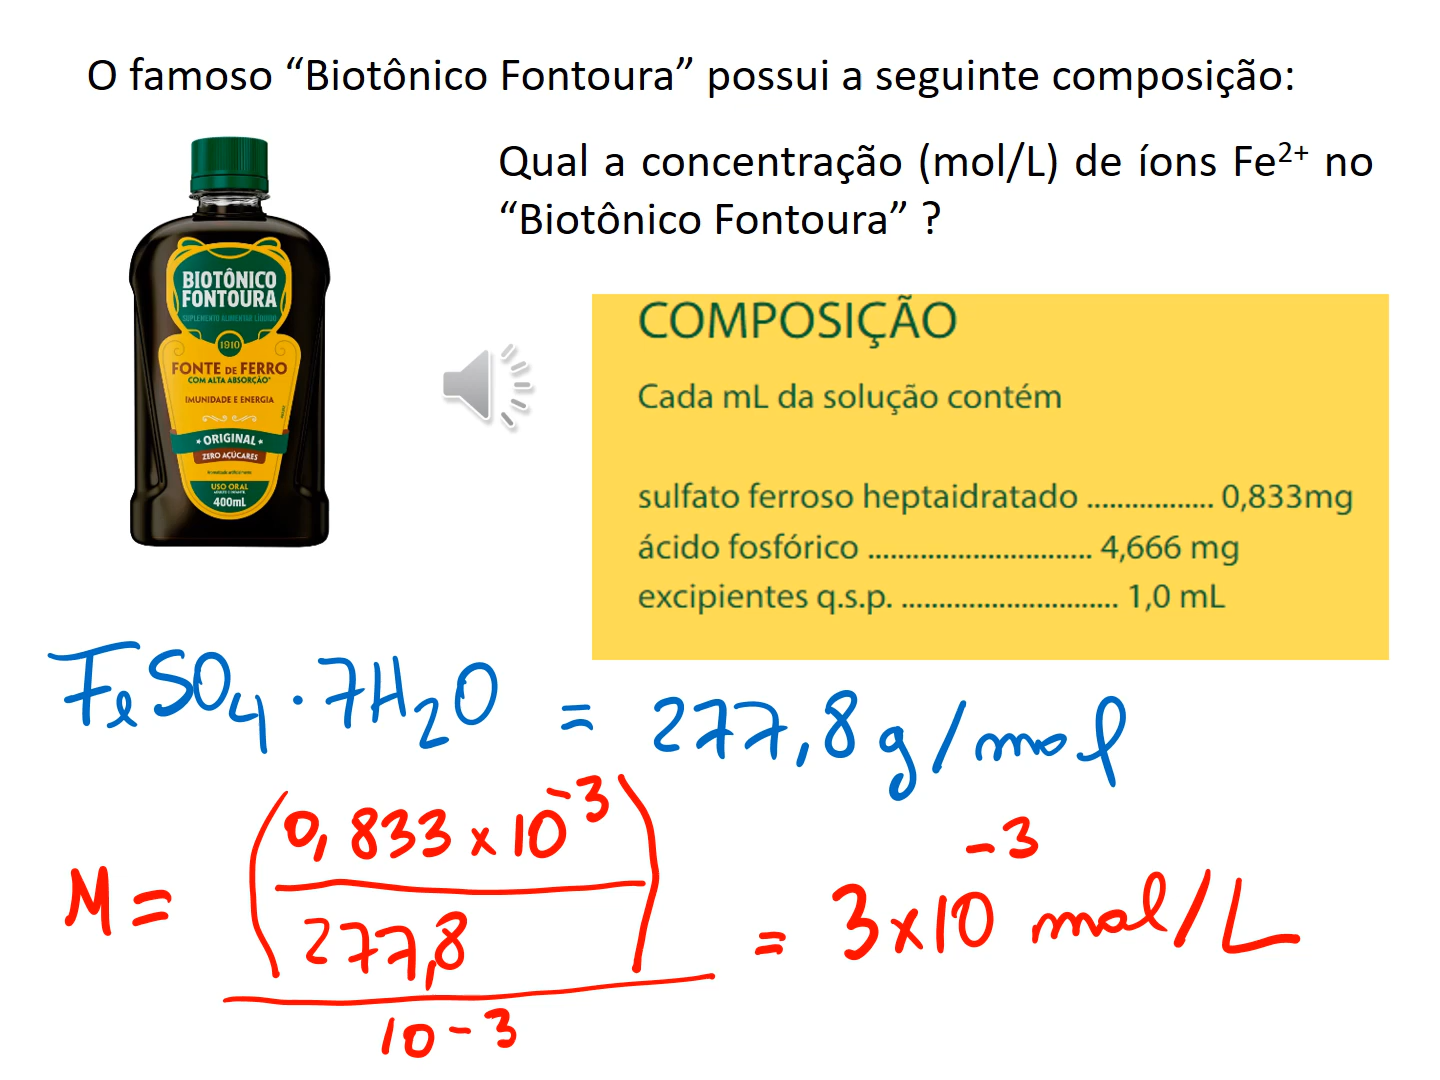 O famoso “Biotônico Fontoura” possui a seguinte composição:
Qual a concentração (mol/L) de íons Fe²⁺ no
“Biotônico Fontoura” ?
BIOTÔNICO
FONTOURA
SUPLEMENTO ALIMENTAR LÍQUIDO
1910
FONTE DE FERRO
COM ALTA ABSORÇÃO*
IMUNIDADE E ENERGIA
• ORIGINAL •
ZERO AÇÚCARES
USO ORAL
400mL
COMPOSIÇÃO
Cada mL da solução contém
sulfato ferroso heptaidratado ................. 0,833mg
ácido fosfórico .............................. 4,666 mg
excipientes q.s.p. ............................. 1,0 mL
FeSO₄ · 7H₂O = 277,8 g/mol
M = (0,833 x 10⁻³
277,8)
10⁻³
= 3x10⁻³ mol/L